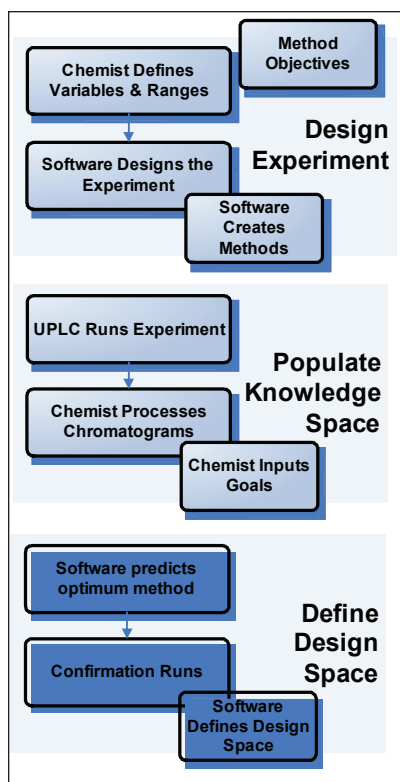 Method
Objectives
Chemist Defines
Variables & Ranges
Design
Experiment
Software Designs the
Experiment
Software
Creates
Methods
UPLC Runs Experiment
Populate
Knowledge
Space
Chemist Processes
Chromatograms
Chemist Inputs
Goals
Software predicts
optimum method
Define
Design
Space
Confirmation Runs
Software
Defines Design
Space